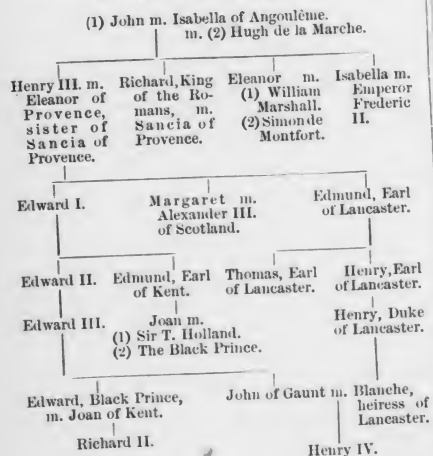 (1) John m. Isabella of Angoulême.
m. (2) Hugh de la Marche.
Henry III. m.
Eleanor of
Provence,
sister of
Sancia of
Provence.
Richard, King
of the Ro-
mans, m.
Sancia of
Provence.
Eleanor m.
(1) William
Marshall.
(2) Simon de
Montfort.
Isabella m.
Emperor
Frederic
II.
Edward I.
Margaret m.
Alexander III.
of Scotland.
Edmund, Earl
of Lancaster.
Edward II.
Edmund, Earl
of Kent.
Thomas, Earl
of Lancaster.
Henry, Earl
of Lancaster.
Edward III.
Joan m.
(1) Sir T. Holland.
(2) The Black Prince.
Henry, Duke
of Lancaster.
Edward, Black Prince,
m. Joan of Kent.
John of Gaunt m. Blanche,
heiress of
Lancaster.
Richard II.
Henry IV.